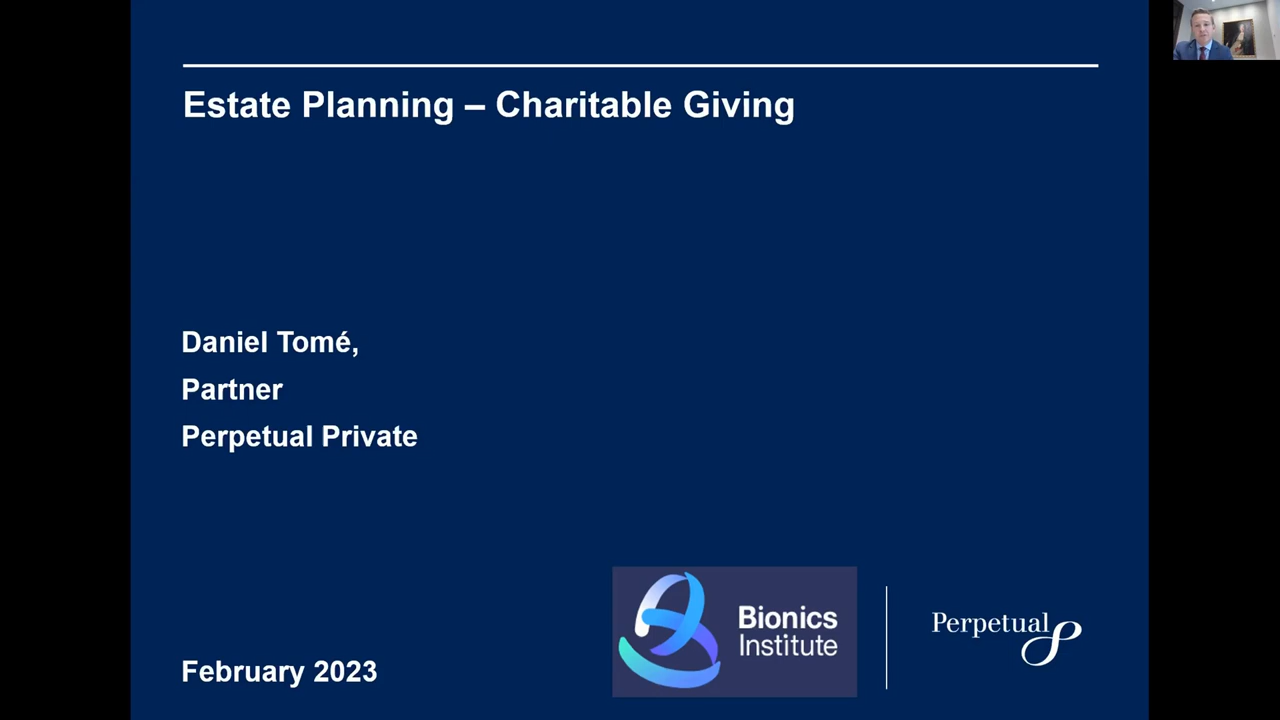 Estate Planning – Charitable Giving
Daniel Tomé,
Partner
Perpetual Private
February 2023
Bionics
Institute
Perpetual